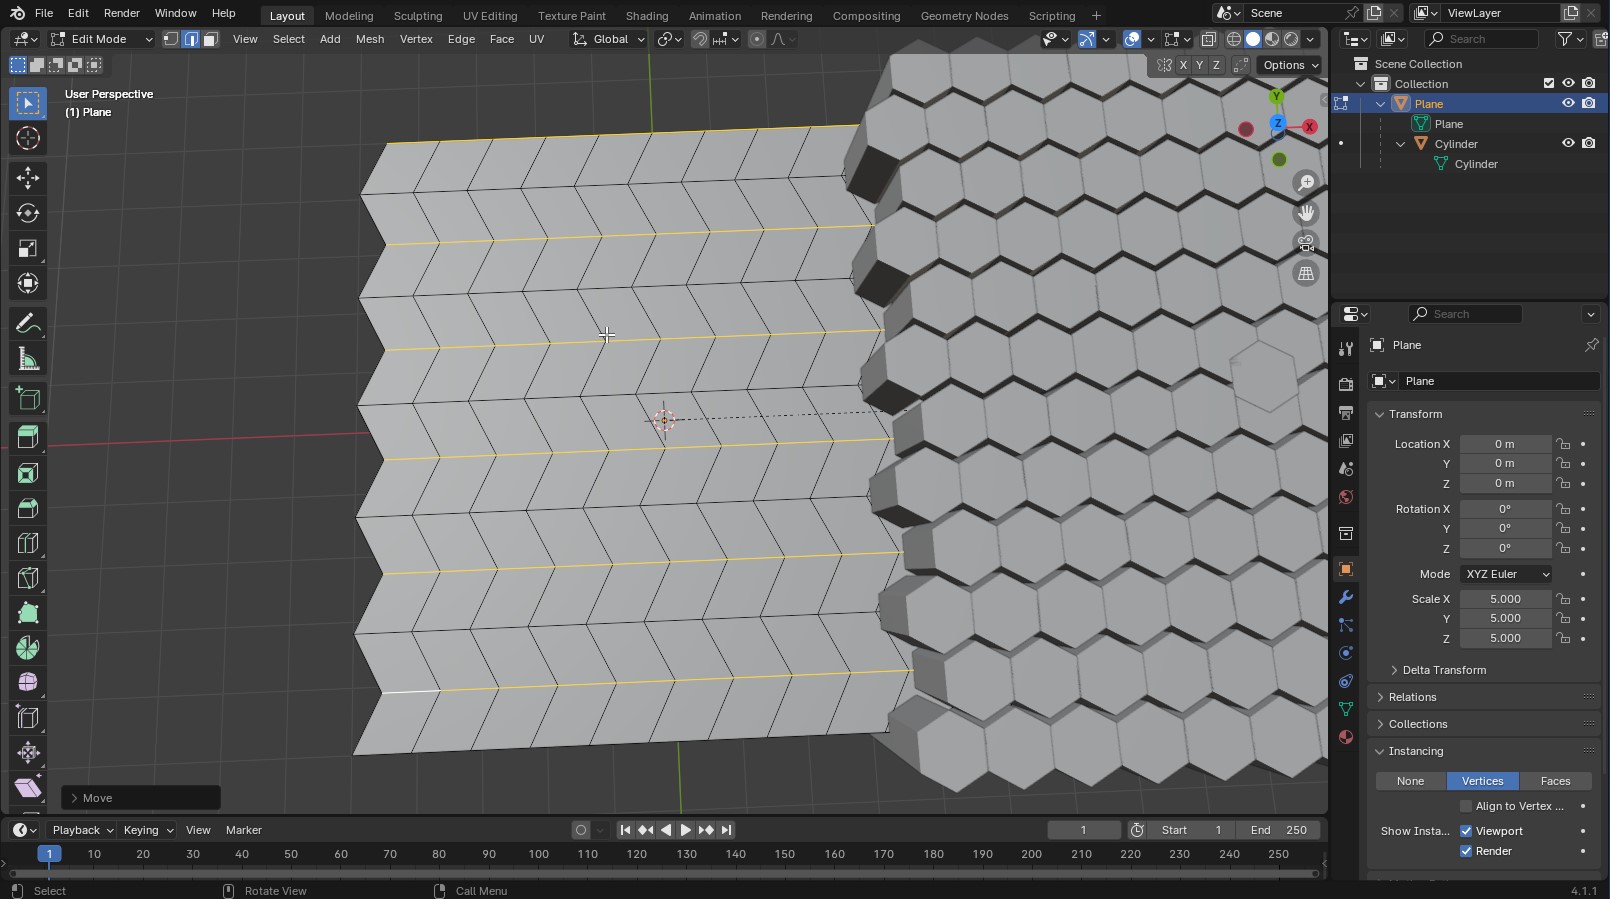 File Edit Render Window Help Layout Modeling Sculpting UV Editing Texture Paint Shading Animation Rendering Compositing Geometry Nodes Scripting + Scene ViewLayer
Edit Mode View Select Add Mesh Vertex Edge Face UV Global Search
X Y Z Options
Scene Collection
Collection
Plane
Plane
Cylinder
Cylinder
User Perspective
(1) Plane
Y
Z
X
Search
Plane
Plane
Transform
Location X 0 m
Y 0 m
Z 0 m
Rotation X 0°
Y 0°
Z 0°
Mode XYZ Euler
Scale X 5.000
Y 5.000
Z 5.000
Delta Transform
Relations
Collections
Instancing
None Vertices Faces
Align to Vertex ...
Show Insta... Viewport
Render
Move
Playback Keying View Marker 1 Start 1 End 250
1 10 20 30 40 50 60 70 80 90 100 110 120 130 140 150 160 170 180 190 200 210 220 230 240 250
Select Rotate View Call Menu 4.1.1